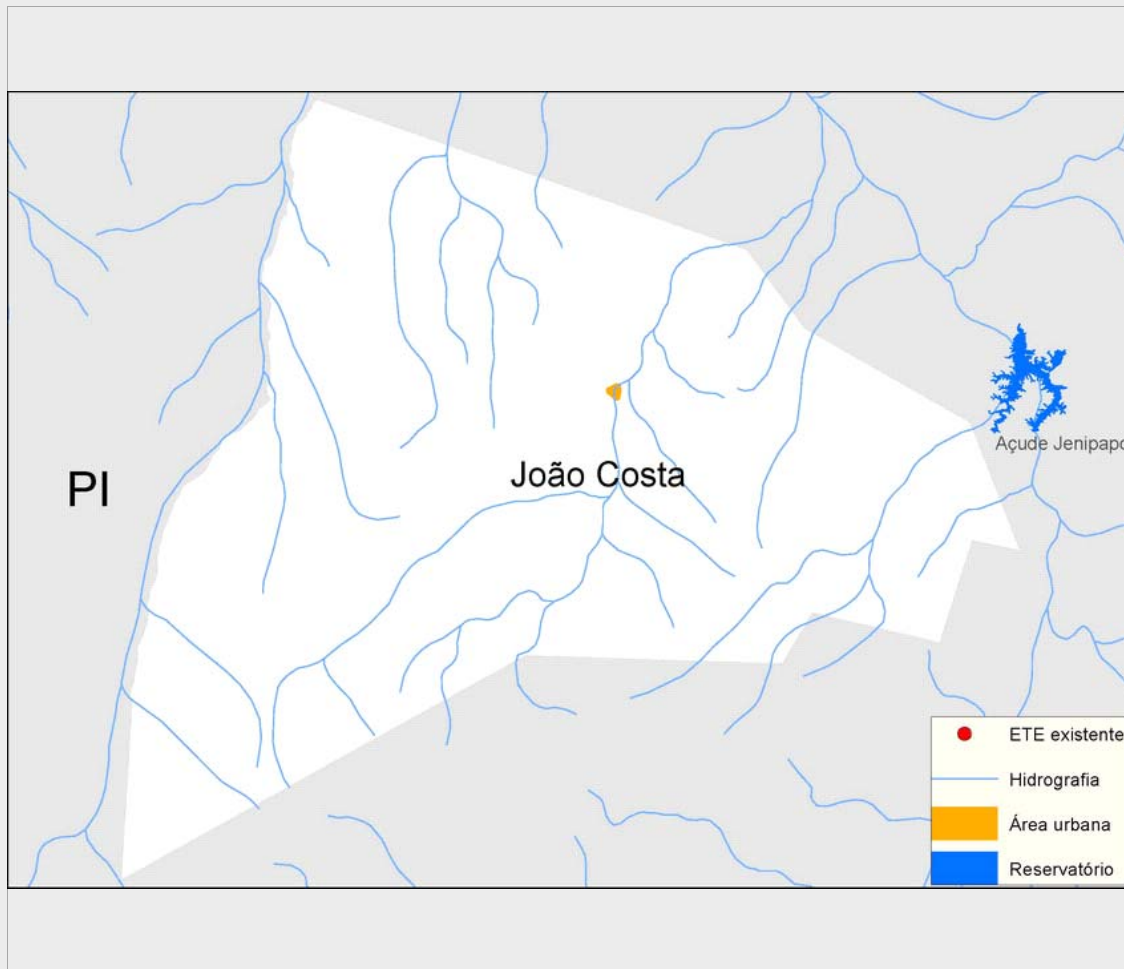 Açude Jenipapo
João Costa
PI
ETE existente
Hidrografia
Área urbana
Reservatório